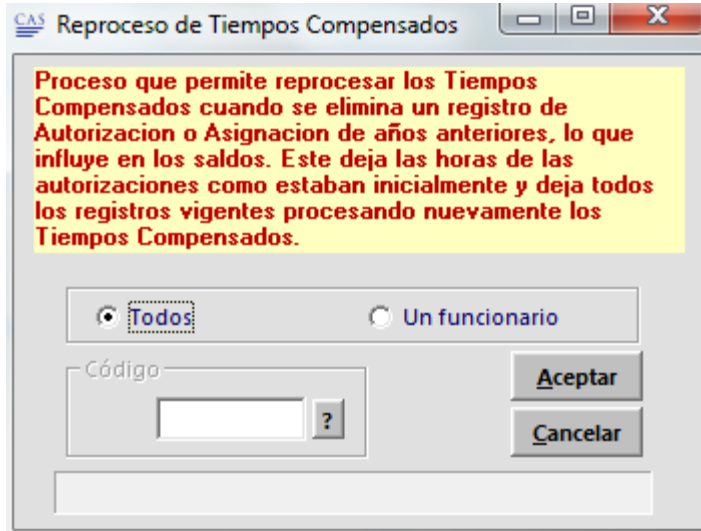 CAS Reproceso de Tiempos Compensados
Proceso que permite reprocesar los Tiempos
Compensados cuando se elimina un registro de
Autorizacion o Asignacion de años anteriores, lo que
influye en los saldos. Este deja las horas de las
autorizaciones como estaban inicialmente y deja todos
los registros vigentes procesando nuevamente los
Tiempos Compensados.
Todos Un funcionario
Código
?
Aceptar
Cancelar